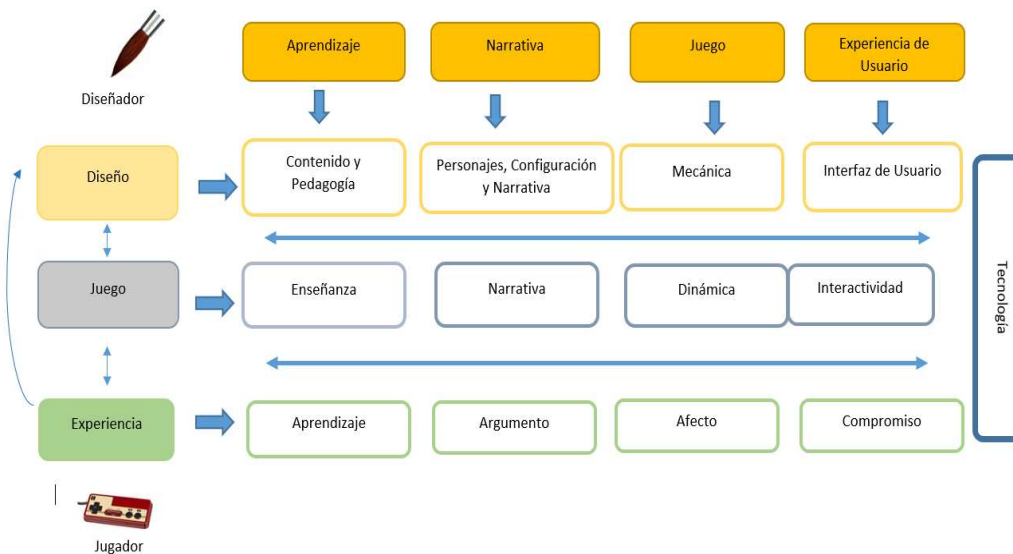 Aprendizaje
Narrativa
Juego
Experiencia de
Usuario
Diseñador
Diseño
Contenido y
Pedagogía
Personajes, Configuración
y Narrativa
Mecánica
Interfaz de Usuario
Tecnología
Juego
Enseñanza
Narrativa
Dinámica
Interactividad
Experiencia
Aprendizaje
Argumento
Afecto
Compromiso
Jugador